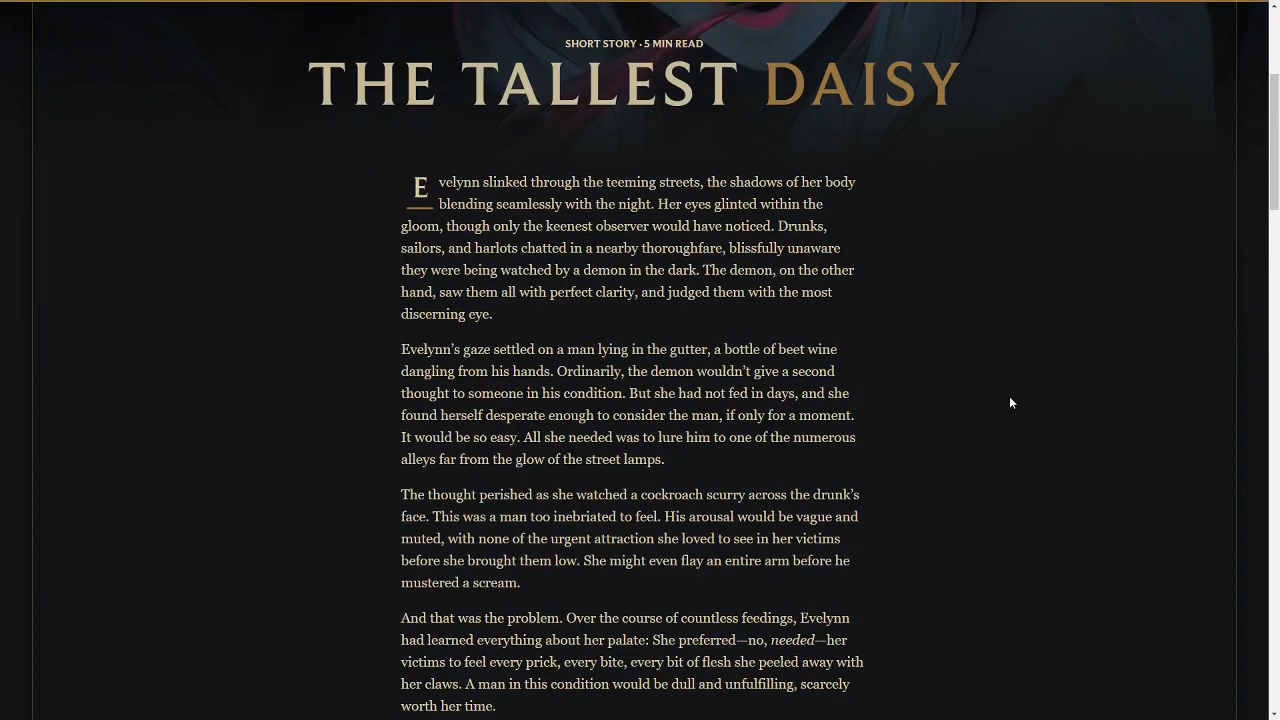 SHORT STORY • 5 MIN READ
THE TALLEST DAISY
Evelynn slinked through the teeming streets, the shadows of her body
blending seamlessly with the night. Her eyes glinted within the
gloom, though only the keenest observer would have noticed. Drunks,
sailors, and harlots chatted in a nearby thoroughfare, blissfully unaware
they were being watched by a demon in the dark. The demon, on the other
hand, saw them all with perfect clarity, and judged them with the most
discerning eye.
Evelynn’s gaze settled on a man lying in the gutter, a bottle of beet wine
dangling from his hands. Ordinarily, the demon wouldn’t give a second
thought to someone in his condition. But she had not fed in days, and she
found herself desperate enough to consider the man, if only for a moment.
It would be so easy. All she needed was to lure him to one of the numerous
alleys far from the glow of the street lamps.
The thought perished as she watched a cockroach scurry across the drunk’s
face. This was a man too inebriated to feel. His arousal would be vague and
muted, with none of the urgent attraction she loved to see in her victims
before she brought them low. She might even flay an entire arm before he
mustered a scream.
And that was the problem. Over the course of countless feedings, Evelynn
had learned everything about her palate: She preferred—no, needed—her
victims to feel every prick, every bite, every bit of flesh she peeled away with
her claws. A man in this condition would be dull and unfulfilling, scarcely
worth her time.